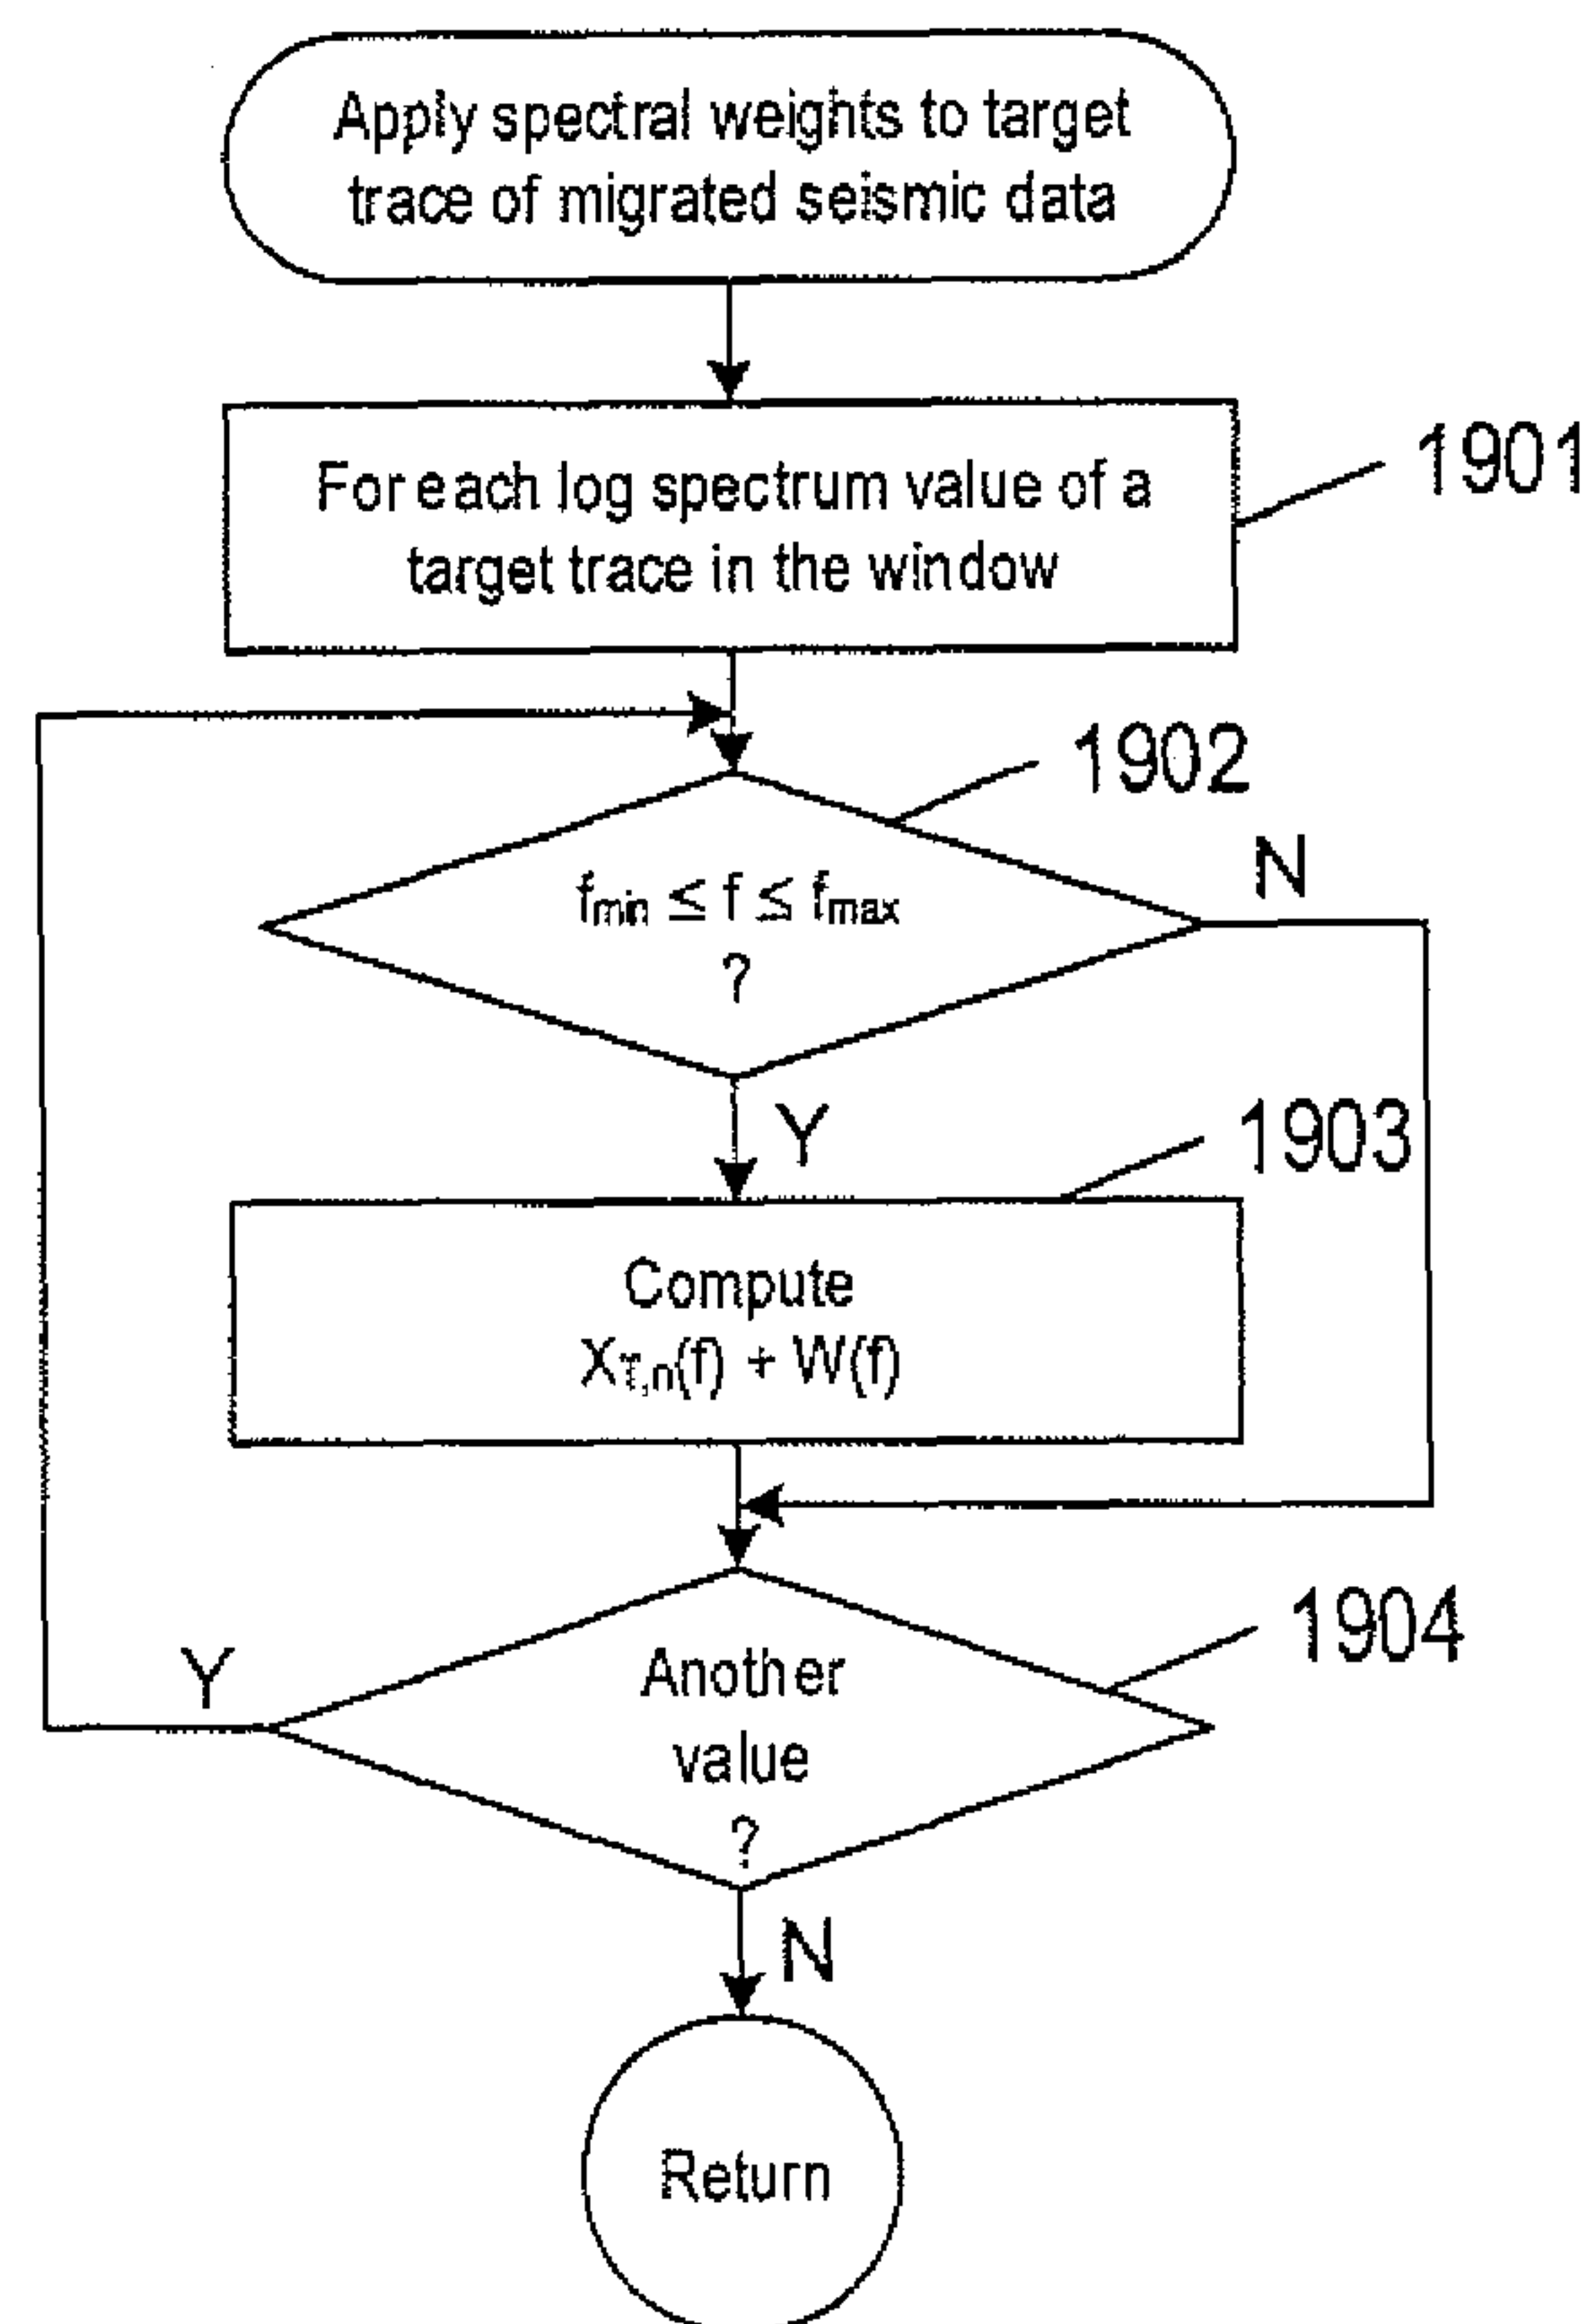 Apply spectral weights to target
trace of migrated seismic data
For each log spectrum value of a
target trace in the window
1901
1902
fmin ≤ f ≤ fmax
?
N
Y
1903
Compute
XT,n(f) + W(f)
1904
Another
value
?
Y
N
Return